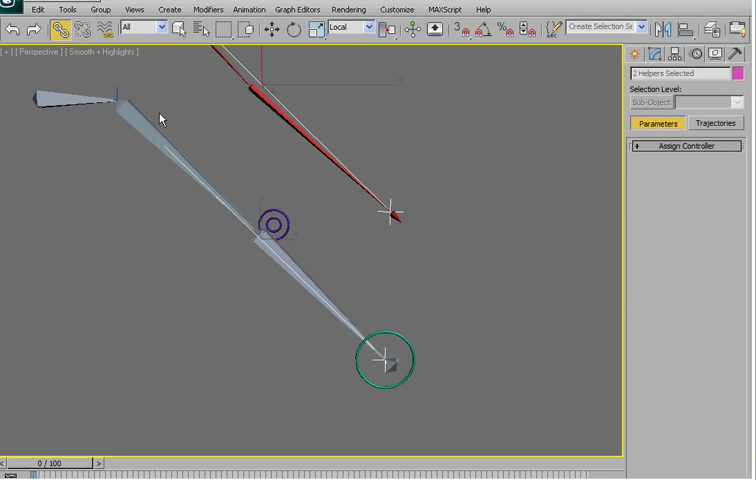 Edit Tools Group Views Create Modifiers Animation Graph Editors Rendering Customize MAXScript Help
All Local 3 Create Selection Se
[ + ] [ Perspective ] [ Smooth + Highlights ]
2 Helpers Selected
Selection Level:
Sub-Object
Parameters Trajectories
+ Assign Controller
< 0 / 100 >